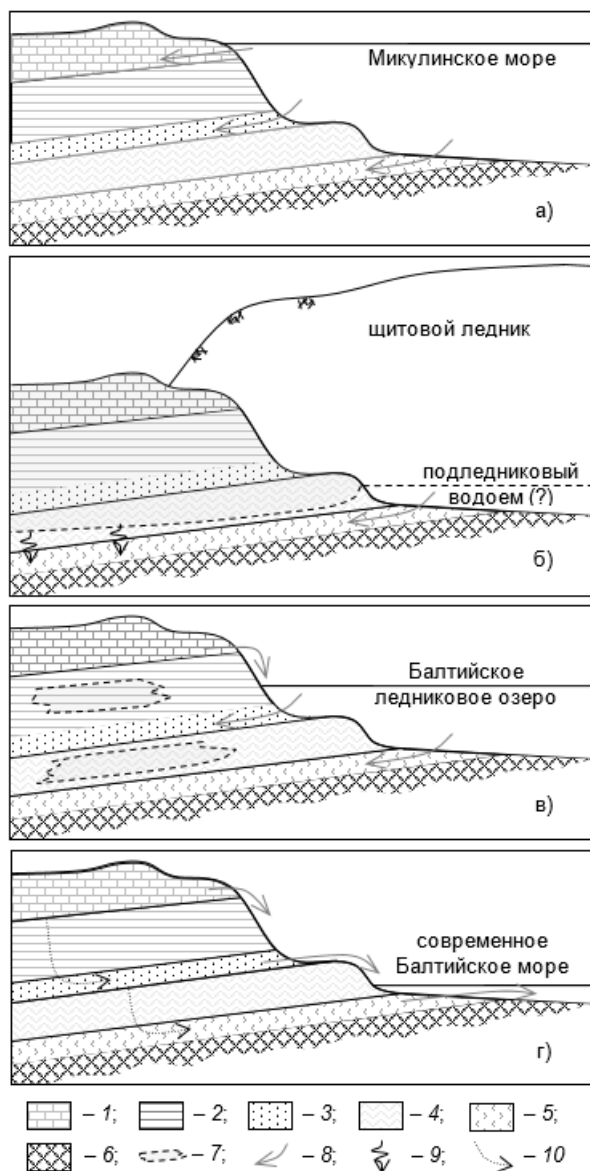 Микулинское море
а)
щитовой ледник
подледниковый
водоем (?)
б)
Балтийское
ледниковое озеро
в)
современное
Балтийское море
г)
– 1; – 2; – 3; – 4; – 5;
– 6; – 7; – 8; – 9; – 10